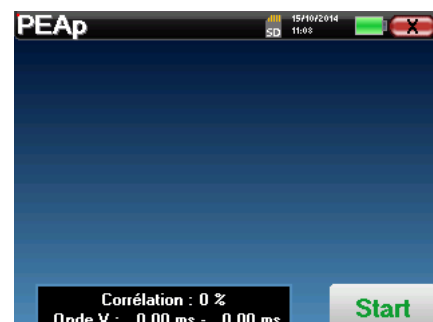 PEAp
SD
15/10/2014
11:08
X
Corrélation : 0 %
Onde V : 0.00 ms - 0.00 ms
Start